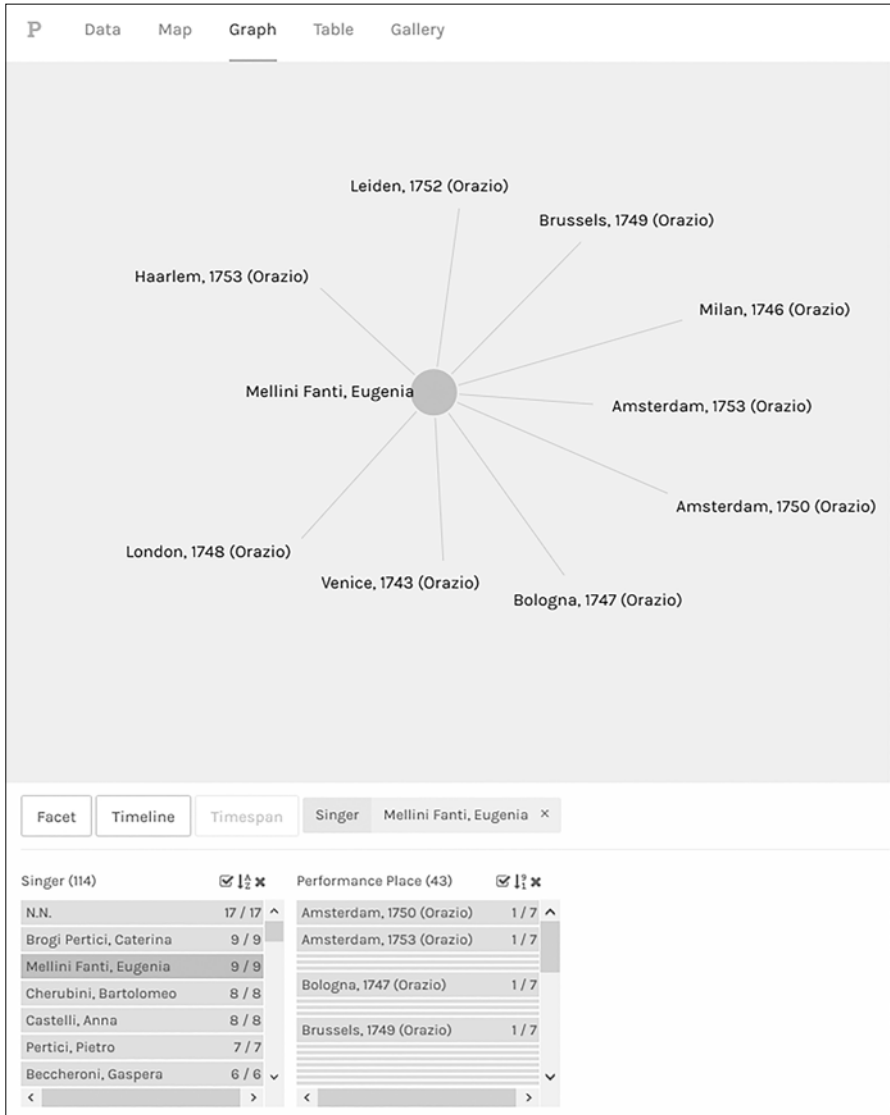 P Data Map Graph Table Gallery
Leiden, 1752 (Orazio)
Brussels, 1749 (Orazio)
Haarlem, 1753 (Orazio)
Milan, 1746 (Orazio)
Mellini Fanti, Eugenia
Amsterdam, 1753 (Orazio)
Amsterdam, 1750 (Orazio)
London, 1748 (Orazio)
Venice, 1743 (Orazio)
Bologna, 1747 (Orazio)
Facet Timeline Timespan Singer Mellini Fanti, Eugenia ×
Singer (114)
N.N. 17 / 17
Brogi Pertici, Caterina 9 / 9
Mellini Fanti, Eugenia 9 / 9
Cherubini, Bartolomeo 8 / 8
Castelli, Anna 8 / 8
Pertici, Pietro 7 / 7
Beccheroni, Gaspera 6 / 6
Performance Place (43)
Amsterdam, 1750 (Orazio) 1 / 7
Amsterdam, 1753 (Orazio) 1 / 7
Bologna, 1747 (Orazio) 1 / 7
Brussels, 1749 (Orazio) 1 / 7